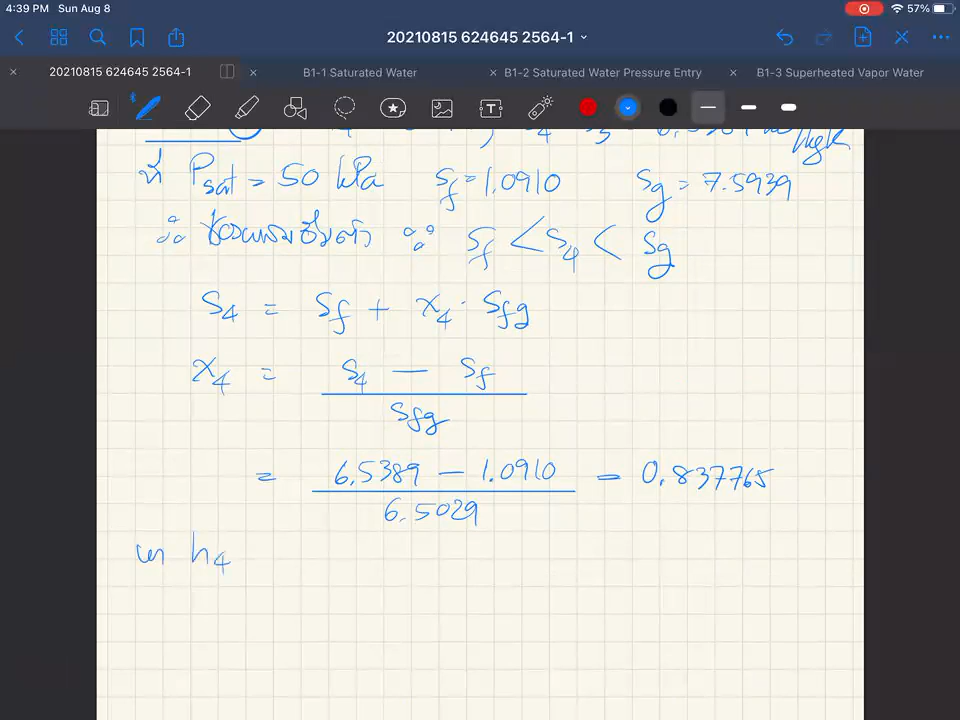 4:39 PM Sun Aug 8 57%
20210815 624645 2564-1
20210815 624645 2564-1 B1-1 Saturated Water B1-2 Saturated Water Pressure Entry B1-3 Superheated Vapor Water
ที่ Psat = 50 kPa Sf = 1.0910 Sg = 7.5939
∴ ∵ Sf < S4 < Sg
S4 = Sf + x4 · Sfg
x4 = S4 — Sf
Sfg
= 6.5389 — 1.0910 = 0.837765
6.5029
หา h4